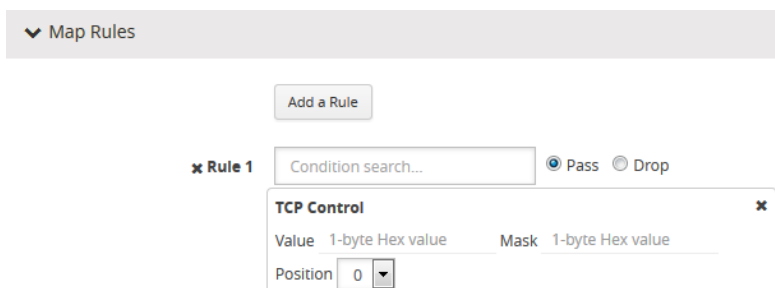 Map Rules
Add a Rule
Rule 1 Condition search... Pass Drop
TCP Control
Value 1-byte Hex value Mask 1-byte Hex value
Position 0